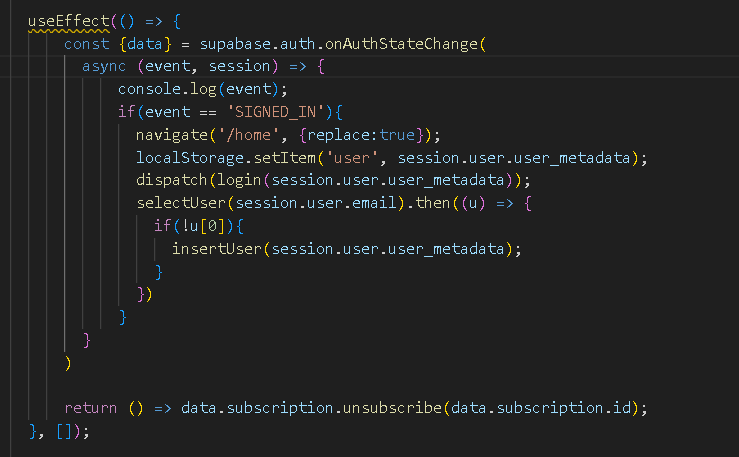 useEffect(() => {
const {data} = supabase.auth.onAuthStateChange(
async (event, session) => {
console.log(event);
if(event == 'SIGNED_IN'){
navigate('/home', {replace:true});
localStorage.setItem('user', session.user.user_metadata);
dispatch(login(session.user.user_metadata));
selectUser(session.user.email).then((u) => {
if(!u[0]){
insertUser(session.user.user_metadata);
}
})
}
}
)
return () => data.subscription.unsubscribe(data.subscription.id);
}, []);